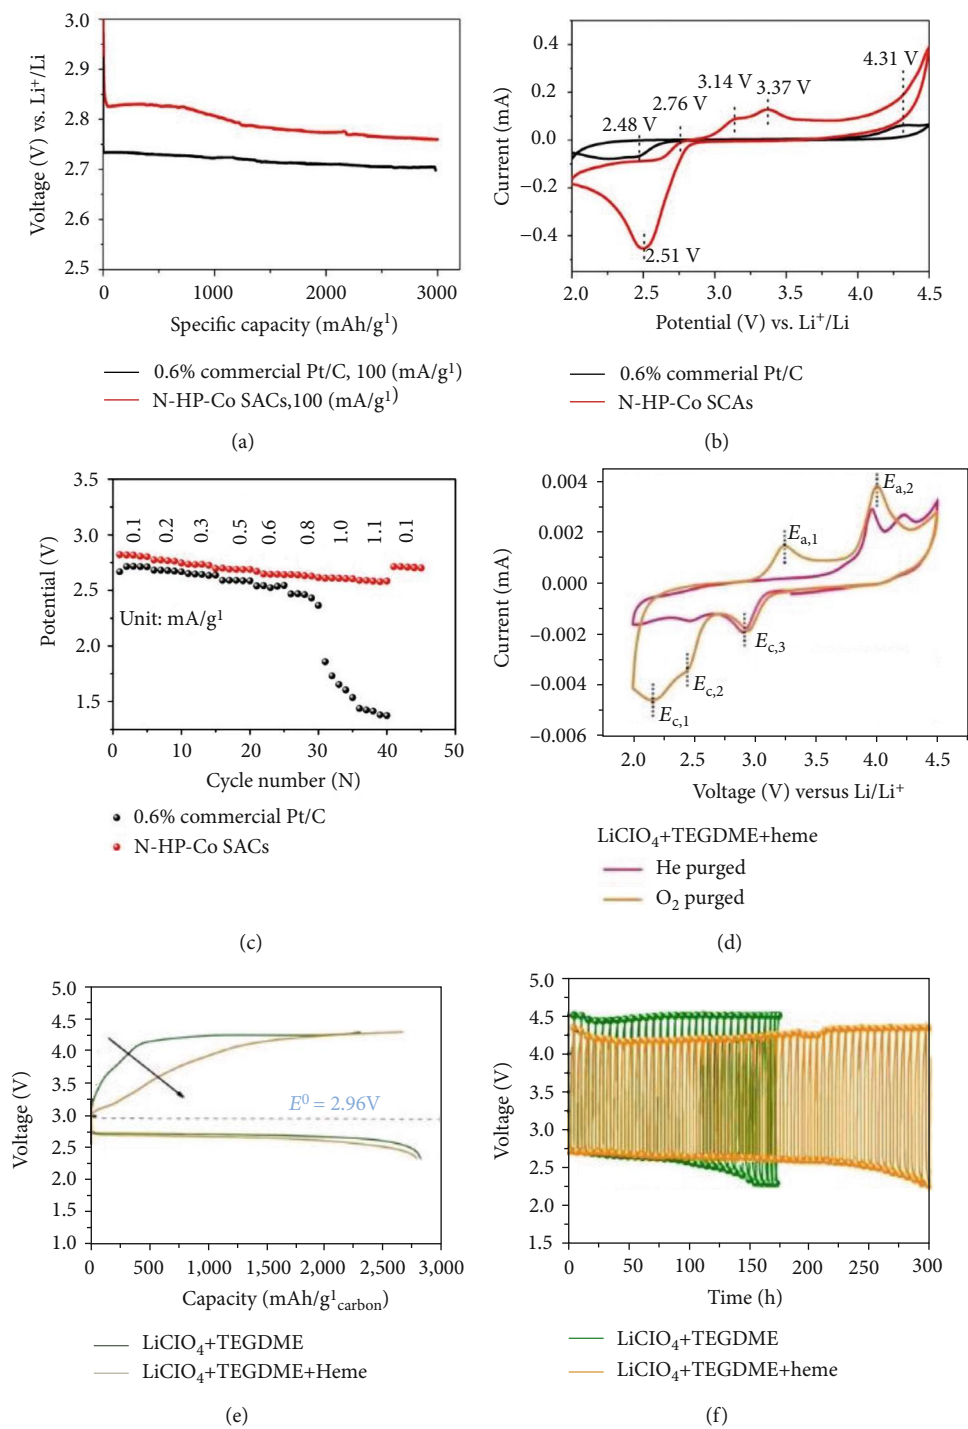 3.0
2.9
2.8
2.7
2.6
2.5
Voltage (V) vs. Li⁺/Li
0
1000
2000
3000
Specific capacity (mAh/g¹)
0.6% commercial Pt/C, 100 (mA/g¹)
N-HP-Co SACs,100 (mA/g¹)
(a)
0.4
0.2
0.0
−0.2
−0.4
Current (mA)
2.48 V
2.76 V
3.14 V
3.37 V
4.31 V
2.51 V
2.0
2.5
3.0
3.5
4.0
4.5
Potential (V) vs. Li⁺/Li
0.6% commerial Pt/C
N-HP-Co SCAs
(b)
3.5
3.0
2.5
2.0
1.5
Potential (V)
0.1
0.2
0.3
0.5
0.6
0.8
1.0
1.1
0.1
Unit: mA/g¹
0
10
20
30
40
50
Cycle number (N)
0.6% commercial Pt/C
N-HP-Co SACs
(c)
0.004
0.002
0.000
−0.002
−0.004
−0.006
Current (mA)
Ea,2
Ea,1
Ec,3
Ec,2
Ec,1
2.0
2.5
3.0
3.5
4.0
4.5
Voltage (V) versus Li/Li⁺
LiCIO₄+TEGDME+heme
He purged
O₂ purged
(d)
5.0
4.5
4.0
3.5
3.0
2.5
2.0
1.0
Voltage (V)
E⁰ = 2.96V
0
500
1,000
1,500
2,000
2,500
3,000
Capacity (mAh/g¹carbon)
LiCIO₄+TEGDME
LiCIO₄+TEGDME+Heme
(e)
5.0
4.5
4.0
3.5
3.0
2.5
2.0
1.5
Voltage (V)
0
50
100
150
200
250
300
Time (h)
LiCIO₄+TEGDME
LiCIO₄+TEGDME+heme
(f)